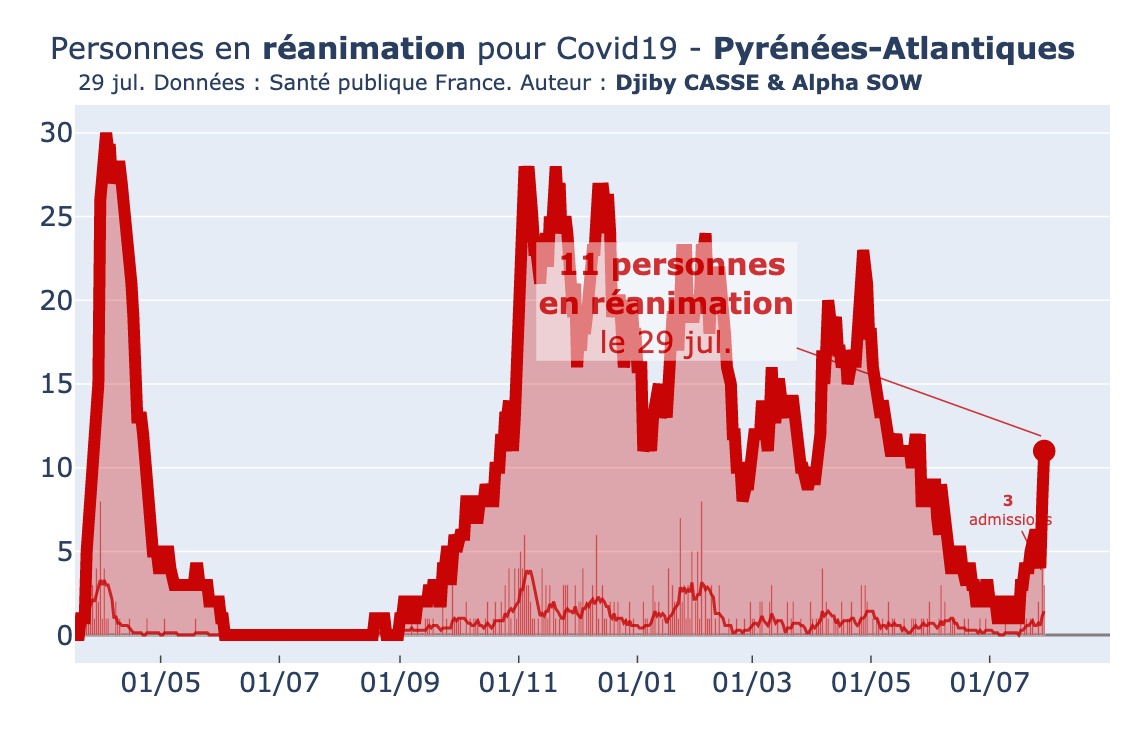 Personnes en réanimation pour Covid19 - Pyrénées-Atlantiques
29 jul. Données : Santé publique France. Auteur : Djiby CASSE & Alpha SOW
30
25
20
15
10
5
0
11 personnes
en réanimation
le 29 jul.
3
admissions
01/05 01/07 01/09 01/11 01/01 01/03 01/05 01/07